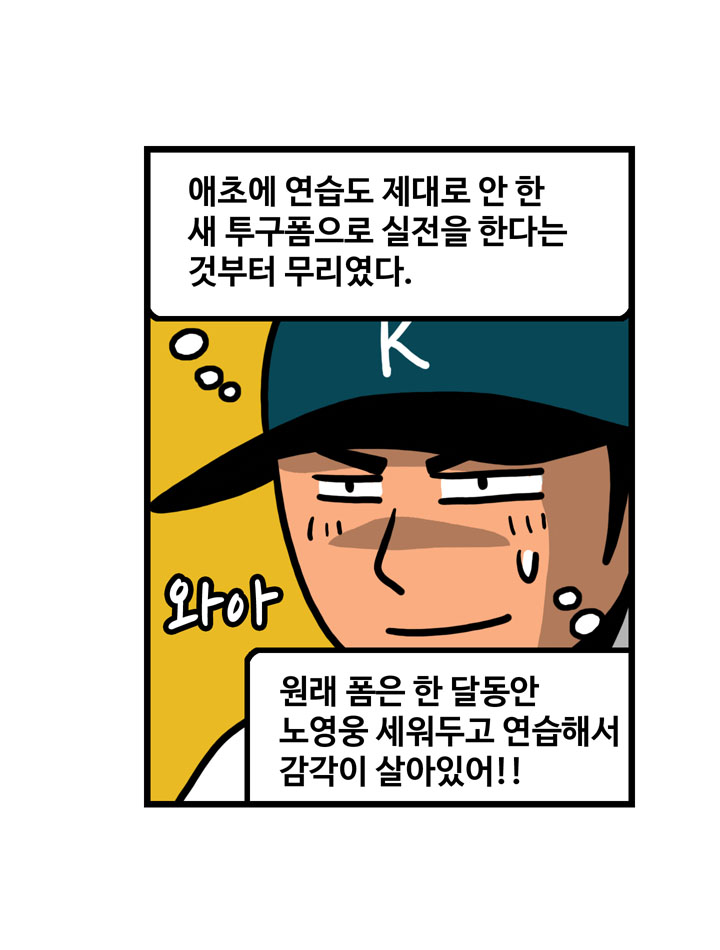 애초에 연습도 제대로 안 한
새 투구폼으로 실전을 한다는
것부터 무리였다.
K
와아
원래 폼은 한 달동안
노영웅 세워두고 연습해서
감각이 살아있어!!